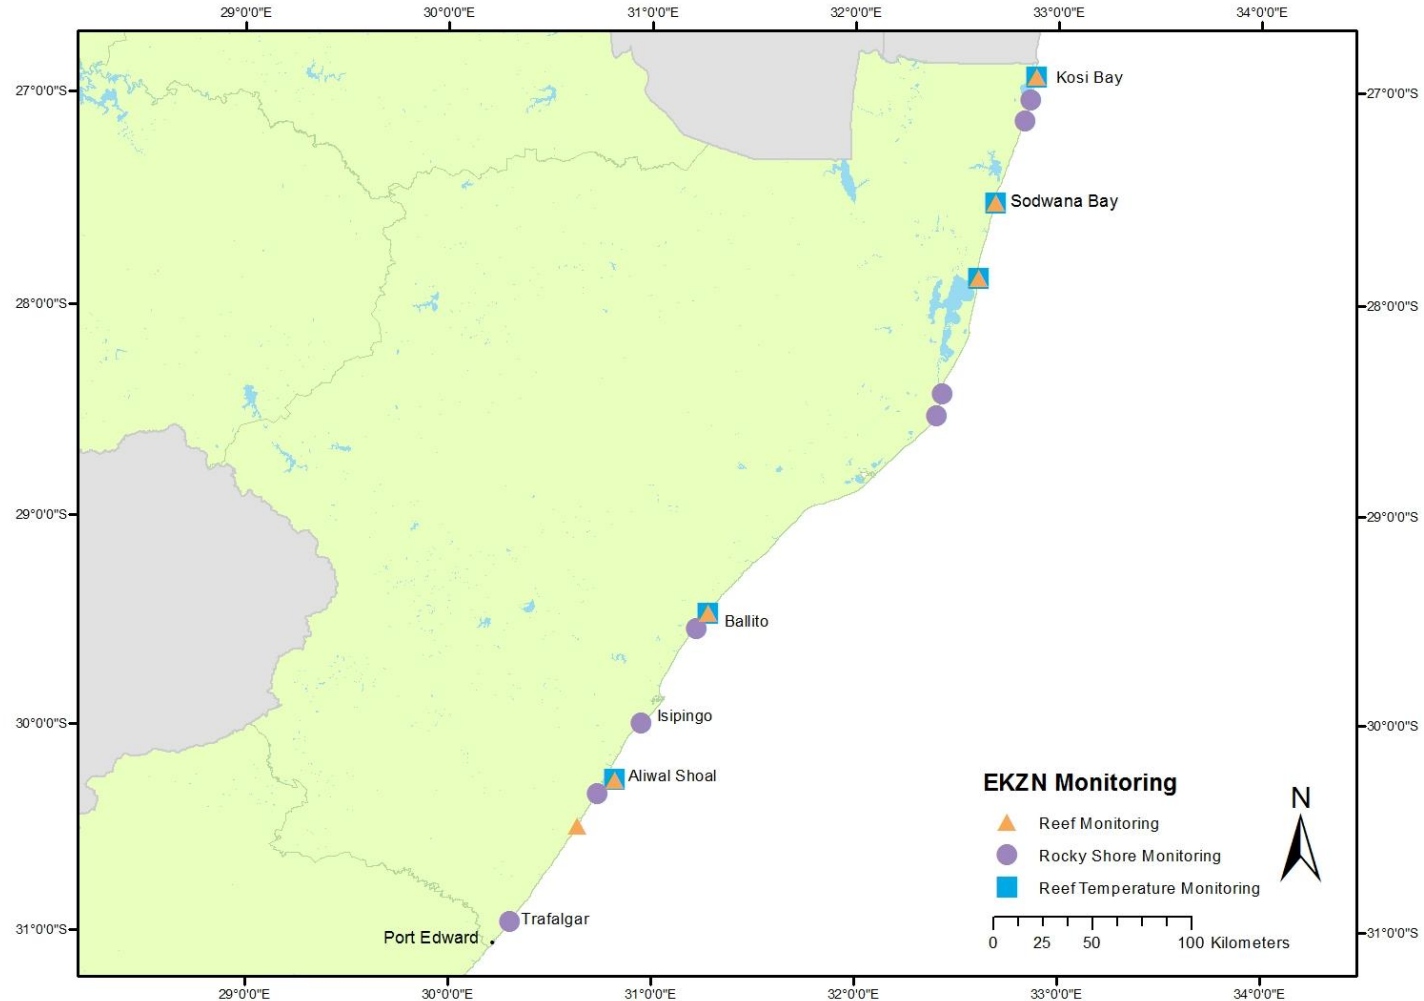 29°0'0"E 30°0'0"E 31°0'0"E 32°0'0"E 33°0'0"E 34°0'0"E
27°0'0"S Kosi Bay 27°0'0"S
Sodwana Bay
28°0'0"S 28°0'0"S
29°0'0"S 29°0'0"S
Ballito
Isipingo
30°0'0"S 30°0'0"S
Aliwal Shoal
EKZN Monitoring
N
Reef Monitoring
Rocky Shore Monitoring
Reef Temperature Monitoring
Trafalgar
31°0'0"S Port Edward 31°0'0"S
0 25 50 100 Kilometers
29°0'0"E 30°0'0"E 31°0'0"E 32°0'0"E 33°0'0"E 34°0'0"E